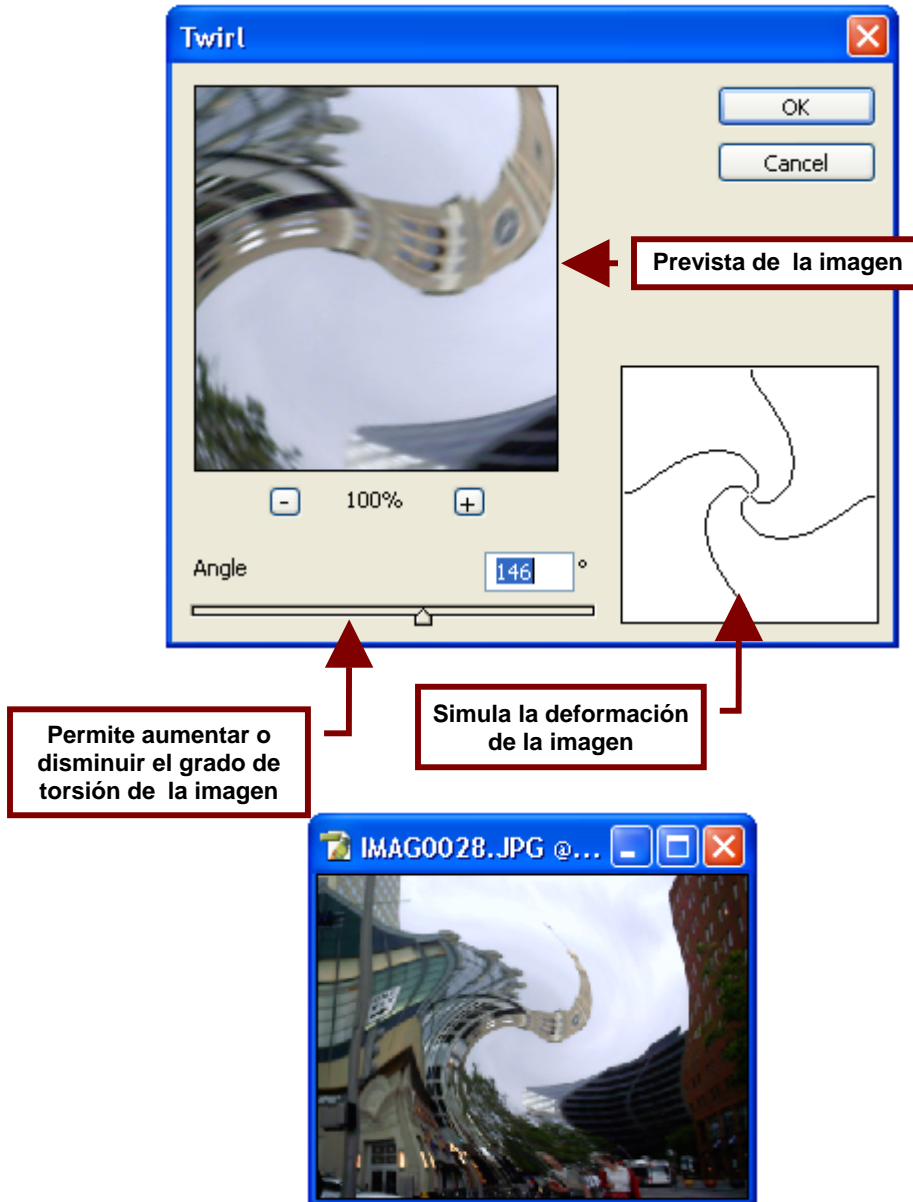 Twirl
OK
Cancel
Prevista de la imagen
- 100% +
Angle 146 °
Simula la deformación
de la imagen
Permite aumentar o
disminuir el grado de
torsión de la imagen
IMAG0028.JPG @...